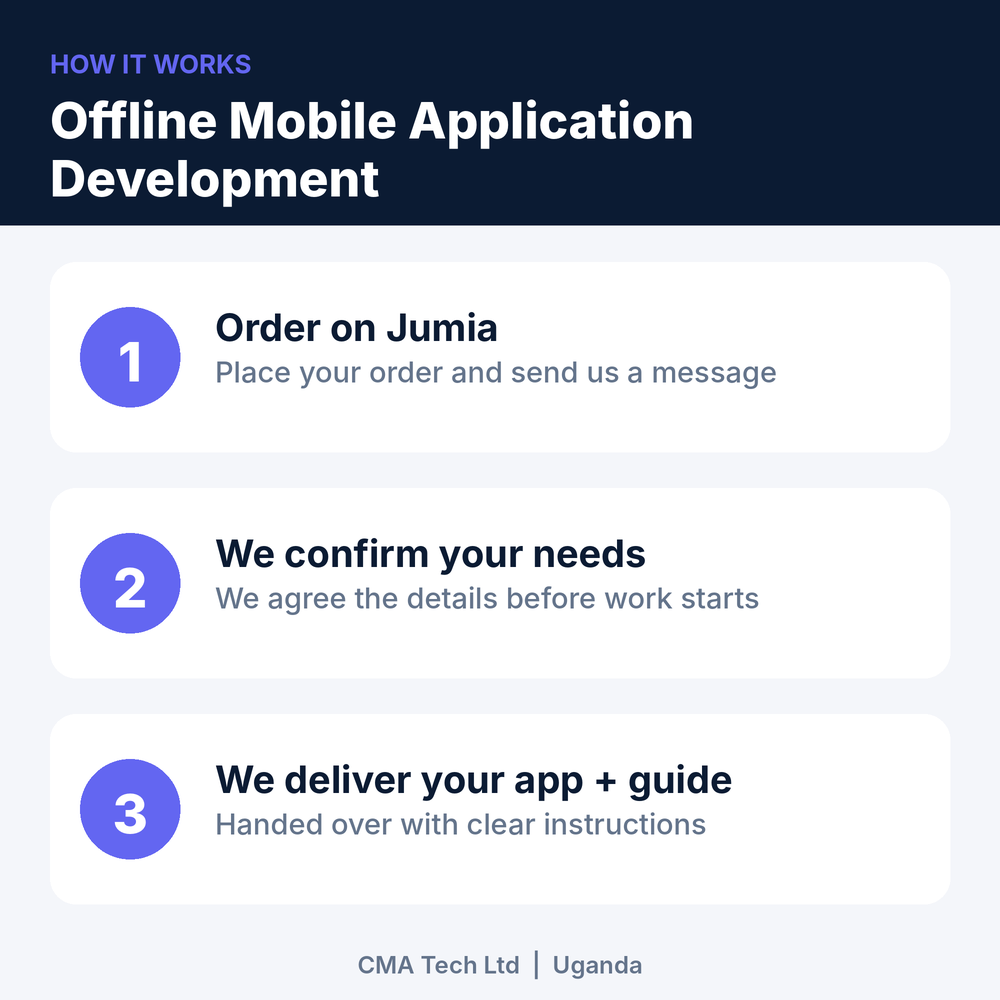 HOW IT WORKS
Offline Mobile Application
Development
1
Order on Jumia
Place your order and send us a message
2
We confirm your needs
We agree the details before work starts
3
We deliver your app + guide
Handed over with clear instructions
CMA Tech Ltd | Uganda